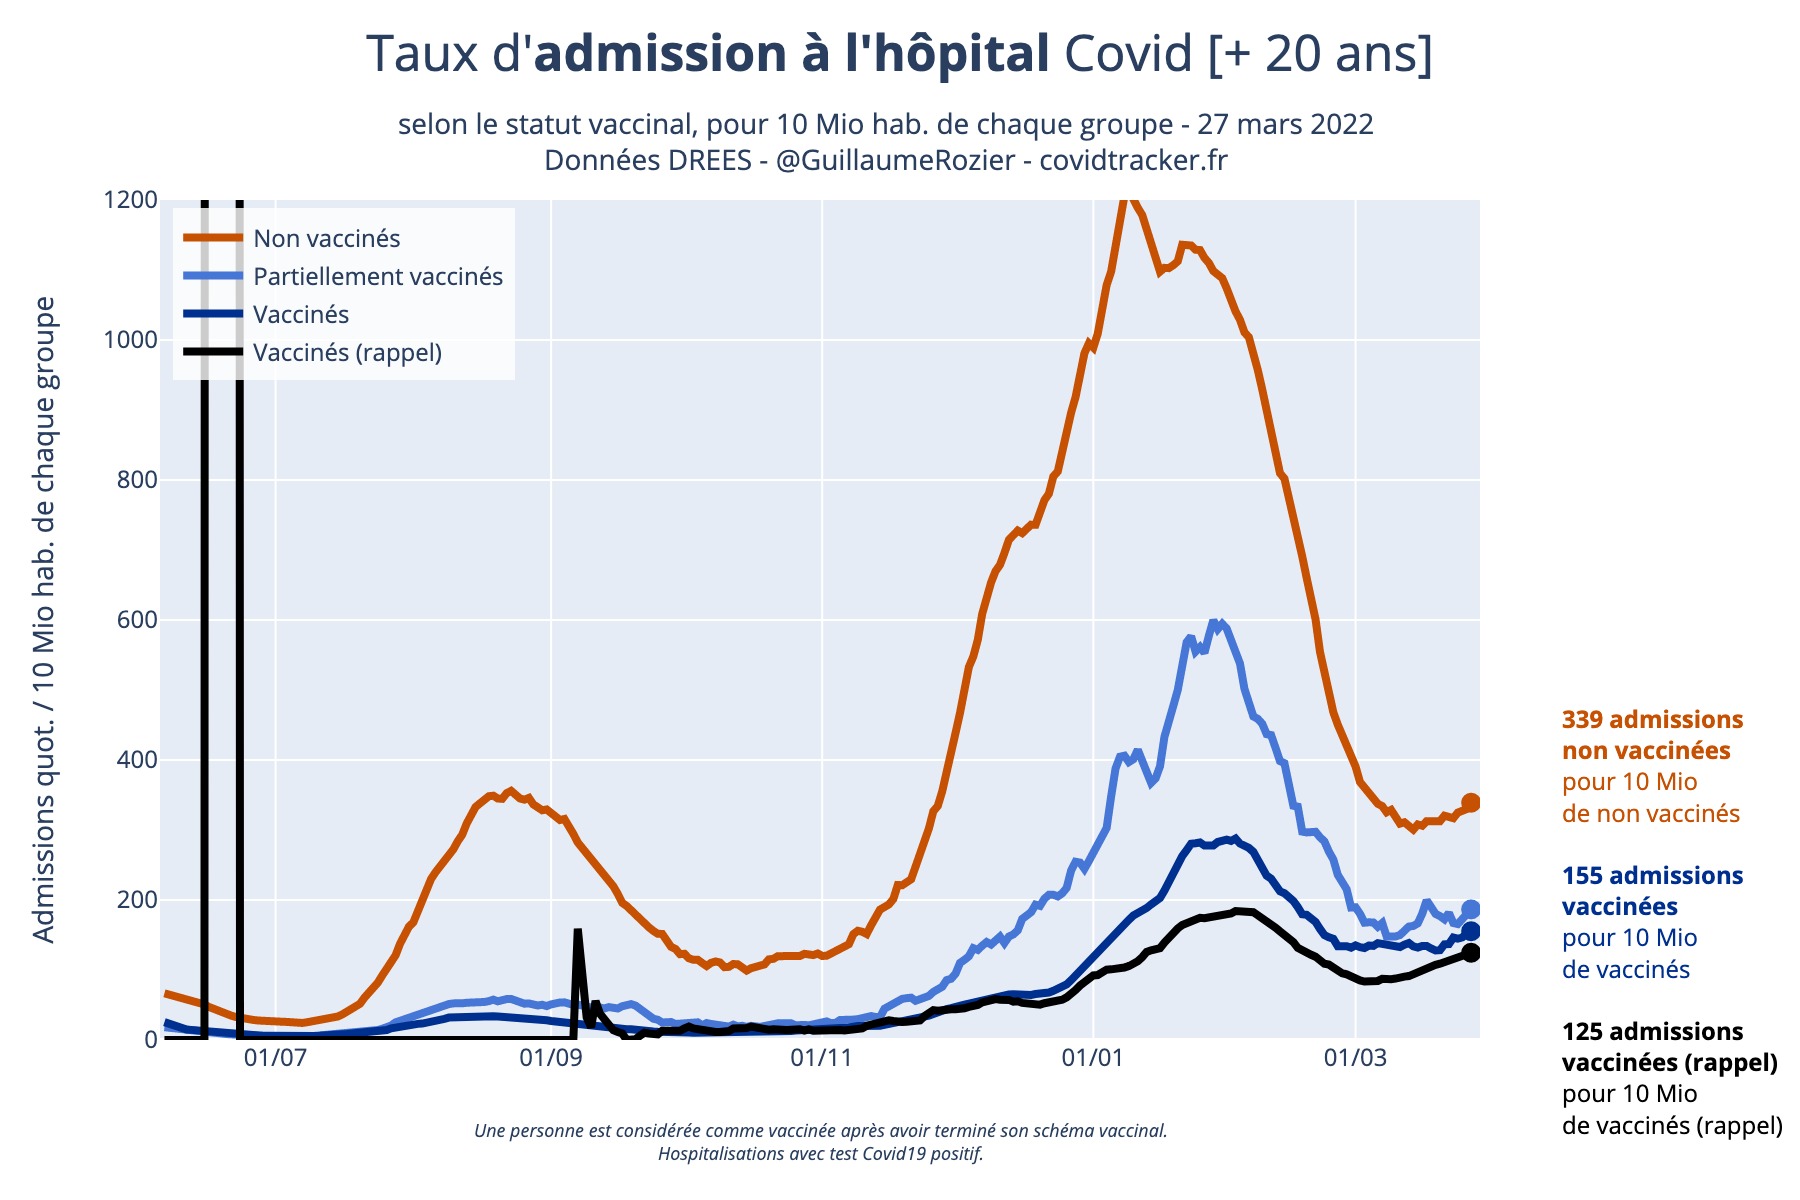 Taux d'admission à l'hôpital Covid [+ 20 ans]
selon le statut vaccinal, pour 10 Mio hab. de chaque groupe - 27 mars 2022
Données DREES - @GuillaumeRozier - covidtracker.fr
Admissions quot. / 10 Mio hab. de chaque groupe
1200
1000
800
600
400
200
0
Non vaccinés
Partiellement vaccinés
Vaccinés
Vaccinés (rappel)
01/07
01/09
01/11
01/01
01/03
339 admissions
non vaccinées
pour 10 Mio
de non vaccinés
155 admissions
vaccinées
pour 10 Mio
de vaccinés
125 admissions
vaccinées (rappel)
pour 10 Mio
de vaccinés (rappel)
Une personne est considérée comme vaccinée après avoir terminé son schéma vaccinal.
Hospitalisations avec test Covid19 positif.